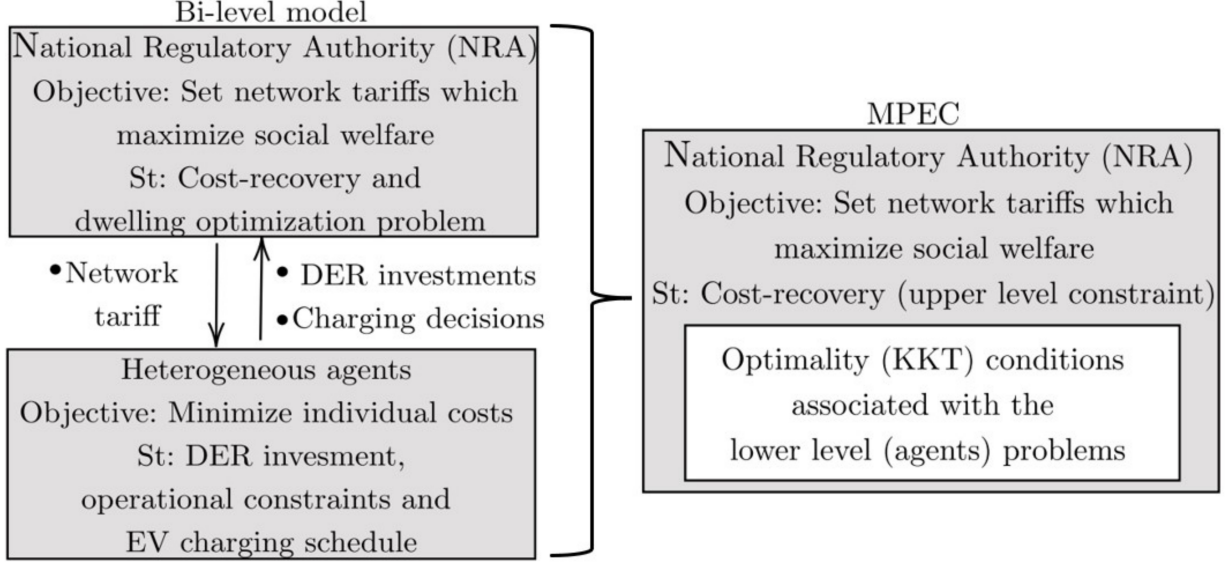 Bi-level model
National Regulatory Authority (NRA)
Objective: Set network tariffs which
maximize social welfare
St: Cost-recovery and
dwelling optimization problem
•Network
tariff
• DER investments
•Charging decisions
Heterogeneous agents
Objective: Minimize individual costs
St: DER invesment,
operational constraints and
EV charging schedule
MPEC
National Regulatory Authority (NRA)
Objective: Set network tariffs which
maximize social welfare
St: Cost-recovery (upper level constraint)
Optimality (KKT) conditions
associated with the
lower level (agents) problems